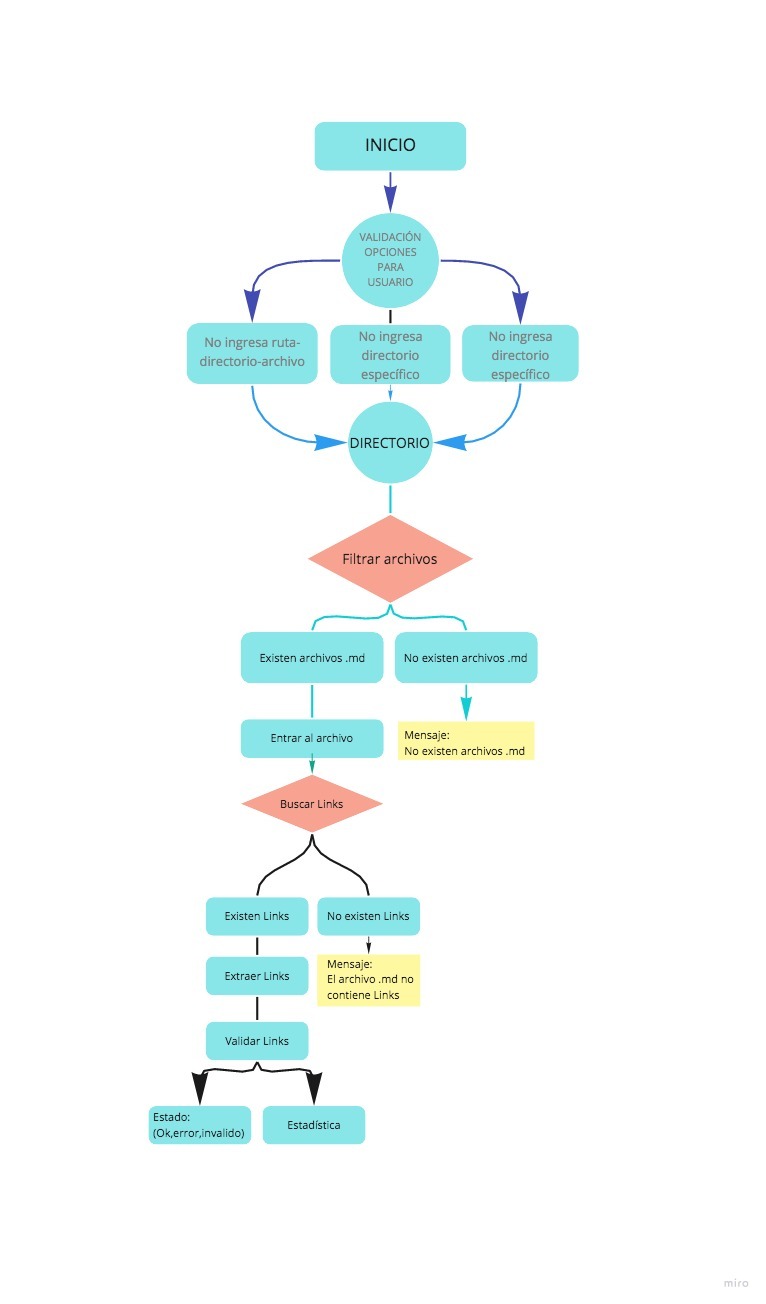 INICIO
VALIDACIÓN
OPCIONES
PARA
USUARIO
No ingresa ruta-
directorio-archivo
No ingresa
directorio
específico
No ingresa
directorio
específico
DIRECTORIO
Filtrar archivos
Existen archivos .md
No existen archivos .md
Entrar al archivo
Mensaje:
No existen archivos .md
Buscar Links
Existen Links
No existen Links
Extraer Links
Mensaje:
El archivo .md no
contiene Links
Validar Links
Estado:
(Ok,error,invalido)
Estadística
miro